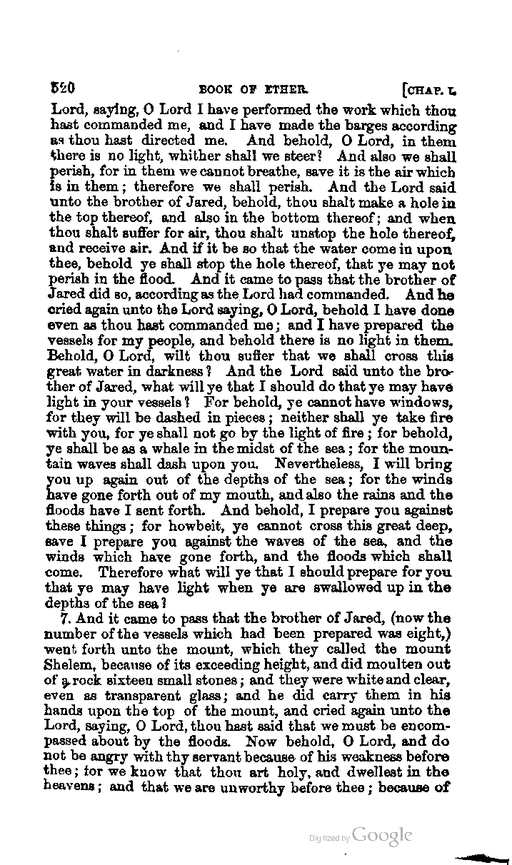 520 BOOK OF ETHER. [CHAP. I.
Lord, saying, O Lord I have performed the work which thou
hast commanded me, and I have made the barges according
as thou hast directed me. And behold, O Lord, in them
there is no light, whither shall we steer? And also we shall
perish, for in them we cannot breathe, save it is the air which
is in them; therefore we shall perish. And the Lord said
unto the brother of Jared, behold, thou shalt make a hole in
the top thereof, and also in the bottom thereof; and when
thou shalt suffer for air, thou shalt unstop the hole thereof,
and receive air. And if it be so that the water come in upon
thee, behold ye shall stop the hole thereof, that ye may not
perish in the flood. And it came to pass that the brother of
Jared did so, according as the Lord had commanded. And he
cried again unto the Lord saying, O Lord, behold I have done
even as thou hast commanded me; and I have prepared the
vessels for my people, and behold there is no light in them.
Behold, O Lord, wilt thou suffer that we shall cross this
great water in darkness? And the Lord said unto the bro-
ther of Jared, what will ye that I should do that ye may have
light in your vessels? For behold, ye cannot have windows,
for they will be dashed in pieces; neither shall ye take fire
with you, for ye shall not go by the light of fire; for behold,
ye shall be as a whale in the midst of the sea; for the moun-
tain waves shall dash upon you. Nevertheless, I will bring
you up again out of the depths of the sea; for the winds
have gone forth out of my mouth, and also the rains and the
floods have I sent forth. And behold, I prepare you against
these things; for howbeit, ye cannot cross this great deep,
save I prepare you against the waves of the sea, and the
winds which have gone forth, and the floods which shall
come. Therefore what will ye that I should prepare for you
that ye may have light when ye are swallowed up in the
depths of the sea?
7. And it came to pass that the brother of Jared, (now the
number of the vessels which had been prepared was eight,)
went forth unto the mount, which they called the mount
Shelem, because of its exceeding height, and did moulten out
of a rock sixteen small stones; and they were white and clear,
even as transparent glass; and he did carry them in his
hands upon the top of the mount, and cried again unto the
Lord, saying, O Lord, thou hast said that we must be encom-
passed about by the floods. Now behold, O Lord, and do
not be angry with thy servant because of his weakness before
thee; for we know that thou art holy, and dwellest in the
heavens; and that we are unworthy before thee; because of
Digitized by Google